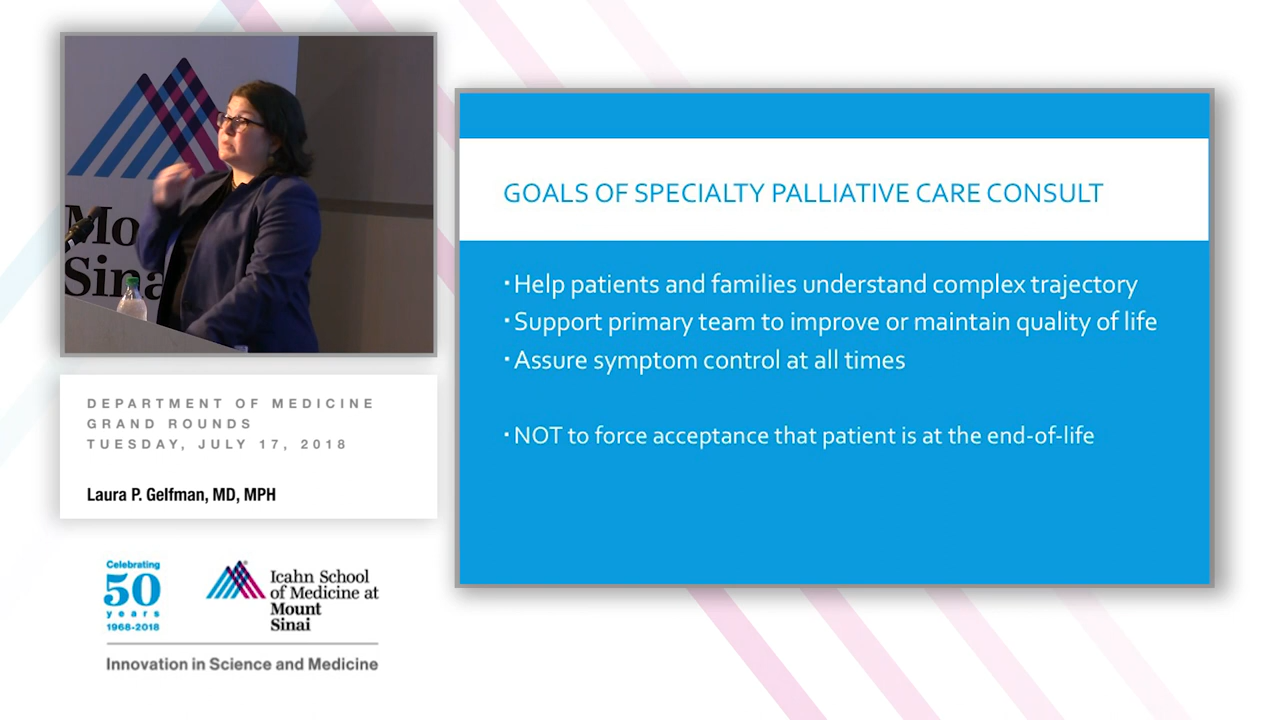 Mo
Sina
DEPARTMENT OF MEDICINE
GRAND ROUNDS
TUESDAY, JULY 17, 2018
Laura P. Gelfman, MD, MPH
Celebrating
50
years
1968-2018
Icahn School
of Medicine at
Mount
Sinai
Innovation in Science and Medicine
GOALS OF SPECIALTY PALLIATIVE CARE CONSULT
▪Help patients and families understand complex trajectory
▪Support primary team to improve or maintain quality of life
▪Assure symptom control at all times
▪NOT to force acceptance that patient is at the end-of-life